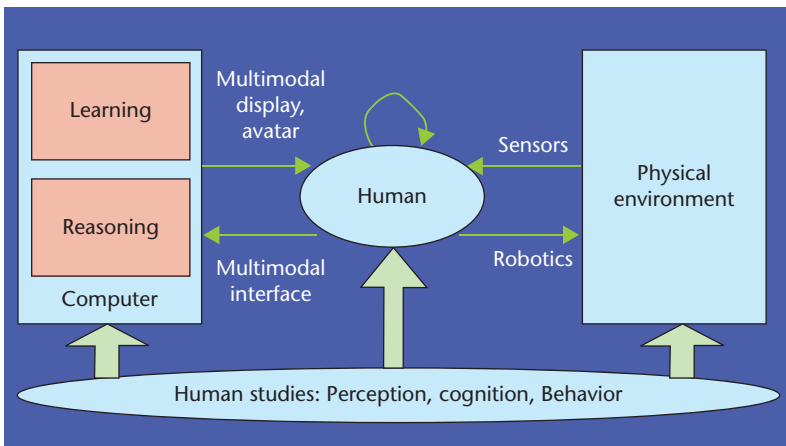 Learning
Reasoning
Computer
Multimodal
display,
avatar
Multimodal
interface
Human
Sensors
Robotics
Physical
environment
Human studies: Perception, cognition, Behavior